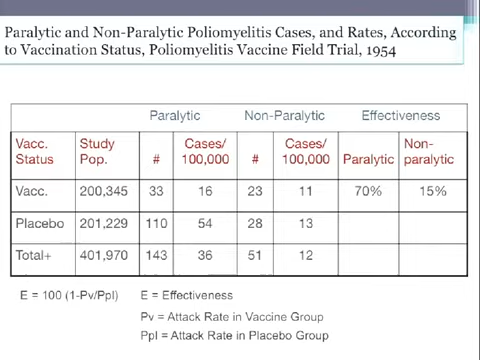 Paralytic and Non-Paralytic Poliomyelitis Cases, and Rates, According
to Vaccination Status, Poliomyelitis Vaccine Field Trial, 1954
Paralytic Non-Paralytic Effectiveness
Vacc. Status Study Pop. # Cases/ 100,000 # Cases/ 100,000 Paralytic Non- paralytic
Vacc. 200,345 33 16 23 11 70% 15%
Placebo 201,229 110 54 28 13
Total+ 401,970 143 36 51 12
E = 100 (1-Pv/Ppl) E = Effectiveness
Pv = Attack Rate in Vaccine Group
Ppl = Attack Rate in Placebo Group